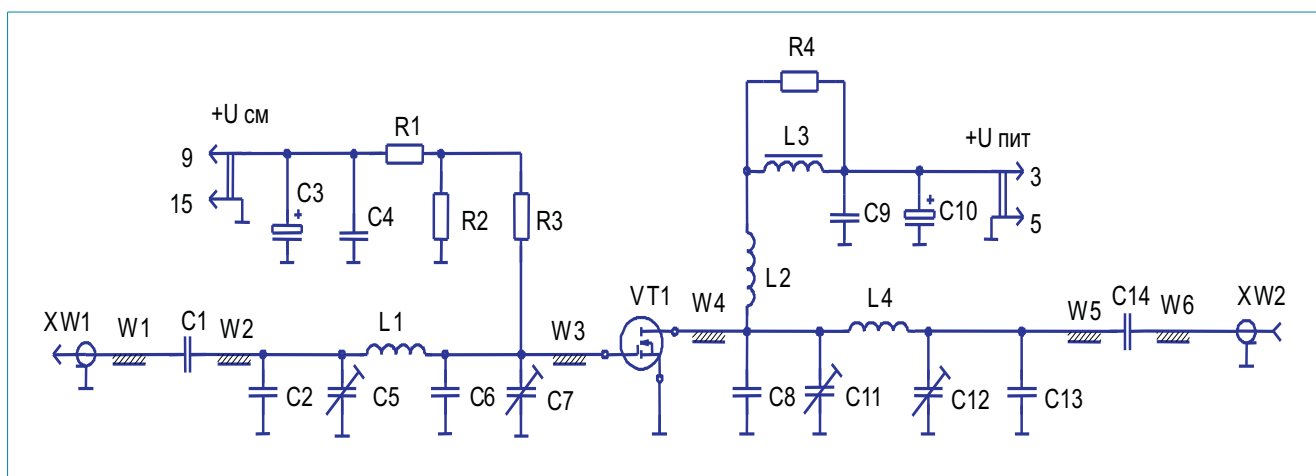 R4
+U см
R1
L3
+U пит
9
3
15
C3
+
C4
R2
R3
C9
+
C10
5
L2
VT1
W4
L4
C14
XW1
W1
C1
W2
L1
W3
W5
W6
XW2
C2
C5
C6
C7
C8
C11
C12
C13